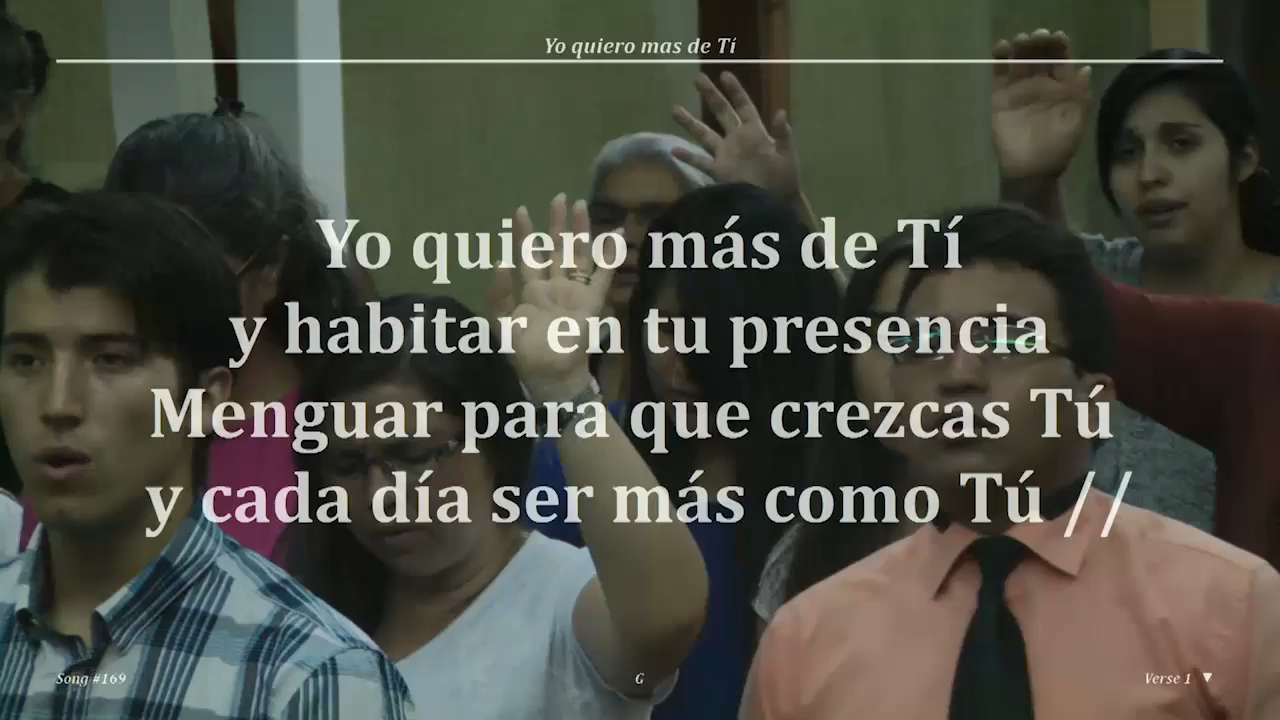 Yo quiero mas de Tí
Yo quiero más de Tí
y habitar en tu presencia
Menguar para que crezcas Tú
y cada día ser más como Tú //
Song #169
G
Verse 1 ▼